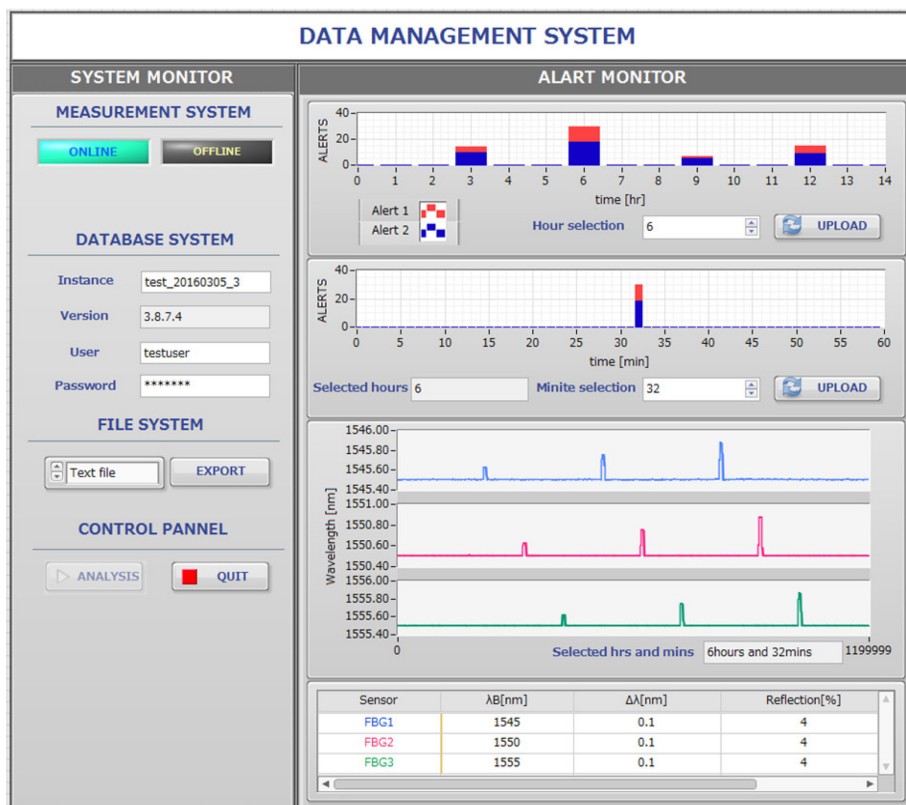 DATA MANAGEMENT SYSTEM
SYSTEM MONITOR
MEASUREMENT SYSTEM
ONLINE OFFLINE
DATABASE SYSTEM
Instance test_20160305_3
Version 3.8.7.4
User testuser
Password *******
FILE SYSTEM
Text file EXPORT
CONTROL PANNEL
ANALYSIS QUIT
ALART MONITOR
ALERTS
40
20
0
0 1 2 3 4 5 6 7 8 9 10 11 12 13 14
time [hr]
Alert 1
Alert 2
Hour selection 6 UPLOAD
ALERTS
40
20
0
0 5 10 15 20 25 30 35 40 45 50 55 60
time [min]
Selected hours 6 Minite selection 32 UPLOAD
Wavelength [nm]
1546.00
1545.80
1545.60
1545.40
1551.00
1550.80
1550.60
1550.40
1556.00
1555.80
1555.60
1555.40
0 1199999
Selected hrs and mins 6hours and 32mins
Sensor λB[nm] Δλ[nm] Reflection[%]
FBG1 1545 0.1 4
FBG2 1550 0.1 4
FBG3 1555 0.1 4